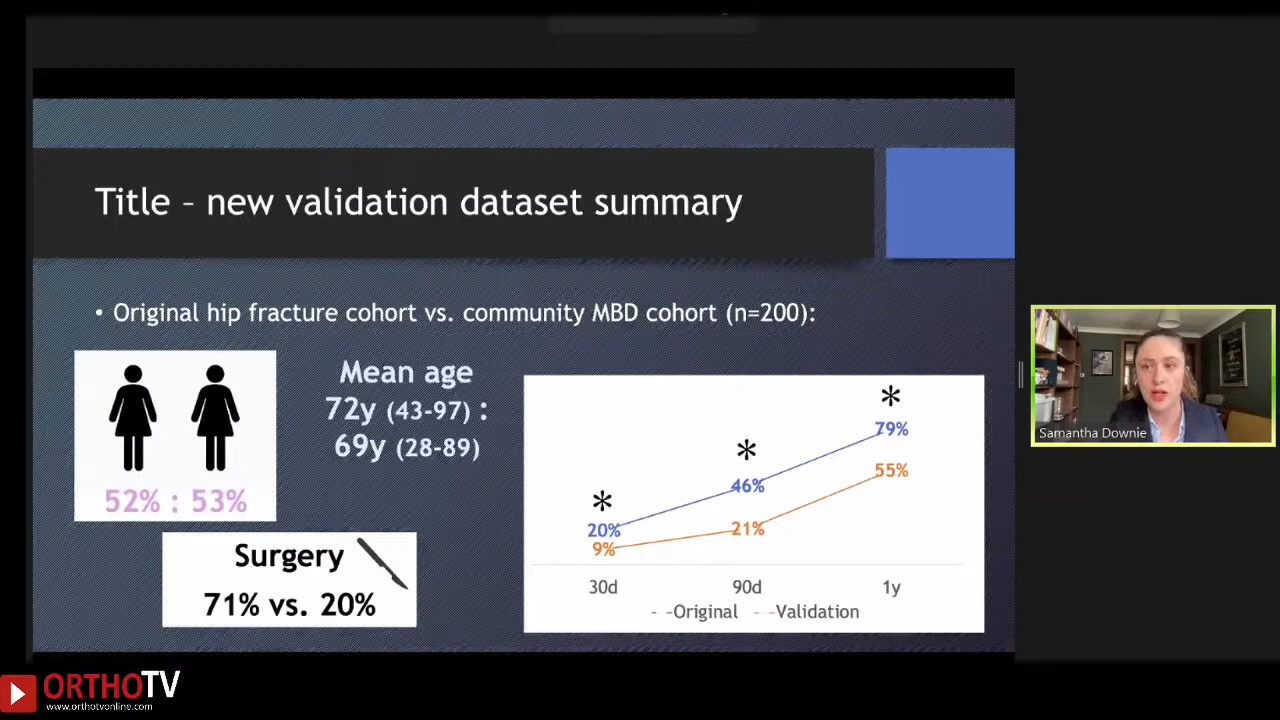 Title – new validation dataset summary
• Original hip fracture cohort vs. community MBD cohort (n=200):
52% : 53%
Mean age
72y (43-97) :
69y (28-89)
Surgery
71% vs. 20%
* * *
20% 46% 79%
9% 21% 55%
30d 90d 1y
- -Original - -Validation
Samantha Downie
ORTHOTV
www.orthotvonline.com